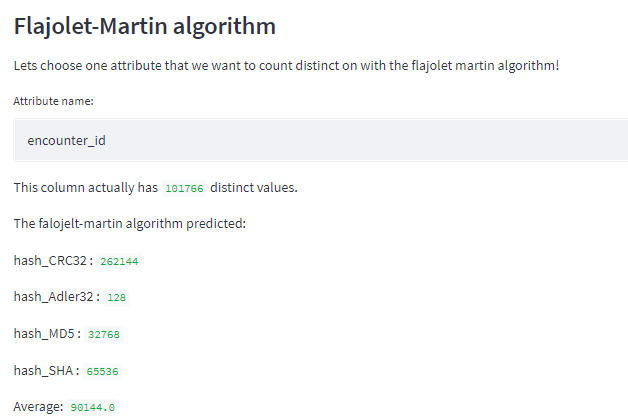 Flajolet-Martin algorithm
Lets choose one attribute that we want to count distinct on with the flajolet martin algorithm!
Attribute name:
encounter_id
This column actually has 101766 distinct values.
The falojelt-martin algorithm predicted:
hash_CRC32 : 262144
hash_Adler32 : 128
hash_MD5 : 32768
hash_SHA : 65536
Average: 90144.0